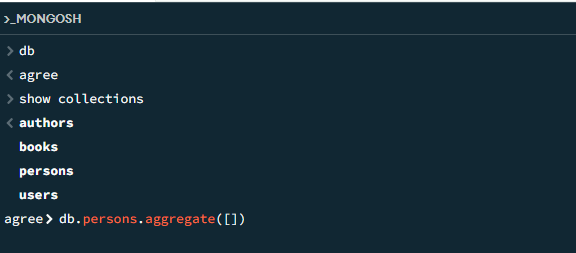 >_MONGOSH
> db
< agree
> show collections
< authors
books
persons
users
agree> db.persons.aggregate([])